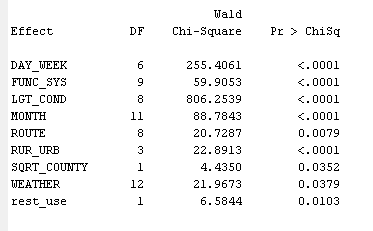 Wald
Effect DF Chi-Square Pr > ChiSq
DAY_WEEK 6 255.4061 <.0001
FUNC_SYS 9 59.9053 <.0001
LGT_COND 8 806.2539 <.0001
MONTH 11 88.7843 <.0001
ROUTE 8 20.7287 0.0079
RUR_URB 3 22.8913 <.0001
SQRT_COUNTY 1 4.4350 0.0352
WEATHER 12 21.9673 0.0379
rest_use 1 6.5844 0.0103